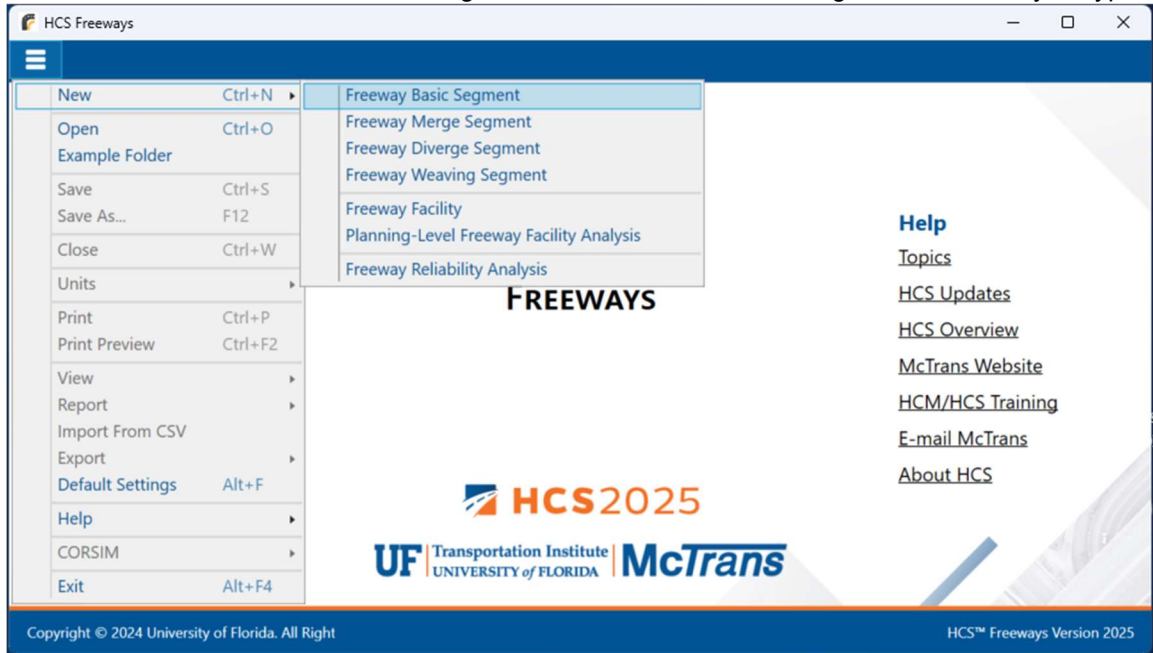 HCS Freeways
New Ctrl+N
Open Ctrl+O
Example Folder
Save Ctrl+S
Save As... F12
Close Ctrl+W
Units
Print Ctrl+P
Print Preview Ctrl+F2
View
Report
Import From CSV
Export
Default Settings Alt+F
Help
CORSIM
Exit Alt+F4
Freeway Basic Segment
Freeway Merge Segment
Freeway Diverge Segment
Freeway Weaving Segment
Freeway Facility
Planning-Level Freeway Facility Analysis
Freeway Reliability Analysis
FREEWAYS
HCS2025
UF Transportation Institute
UNIVERSITY of FLORIDA
McTrans
Help
Topics
HCS Updates
HCS Overview
McTrans Website
HCM/HCS Training
E-mail McTrans
About HCS
Copyright © 2024 University of Florida. All Right
HCS™ Freeways Version 2025